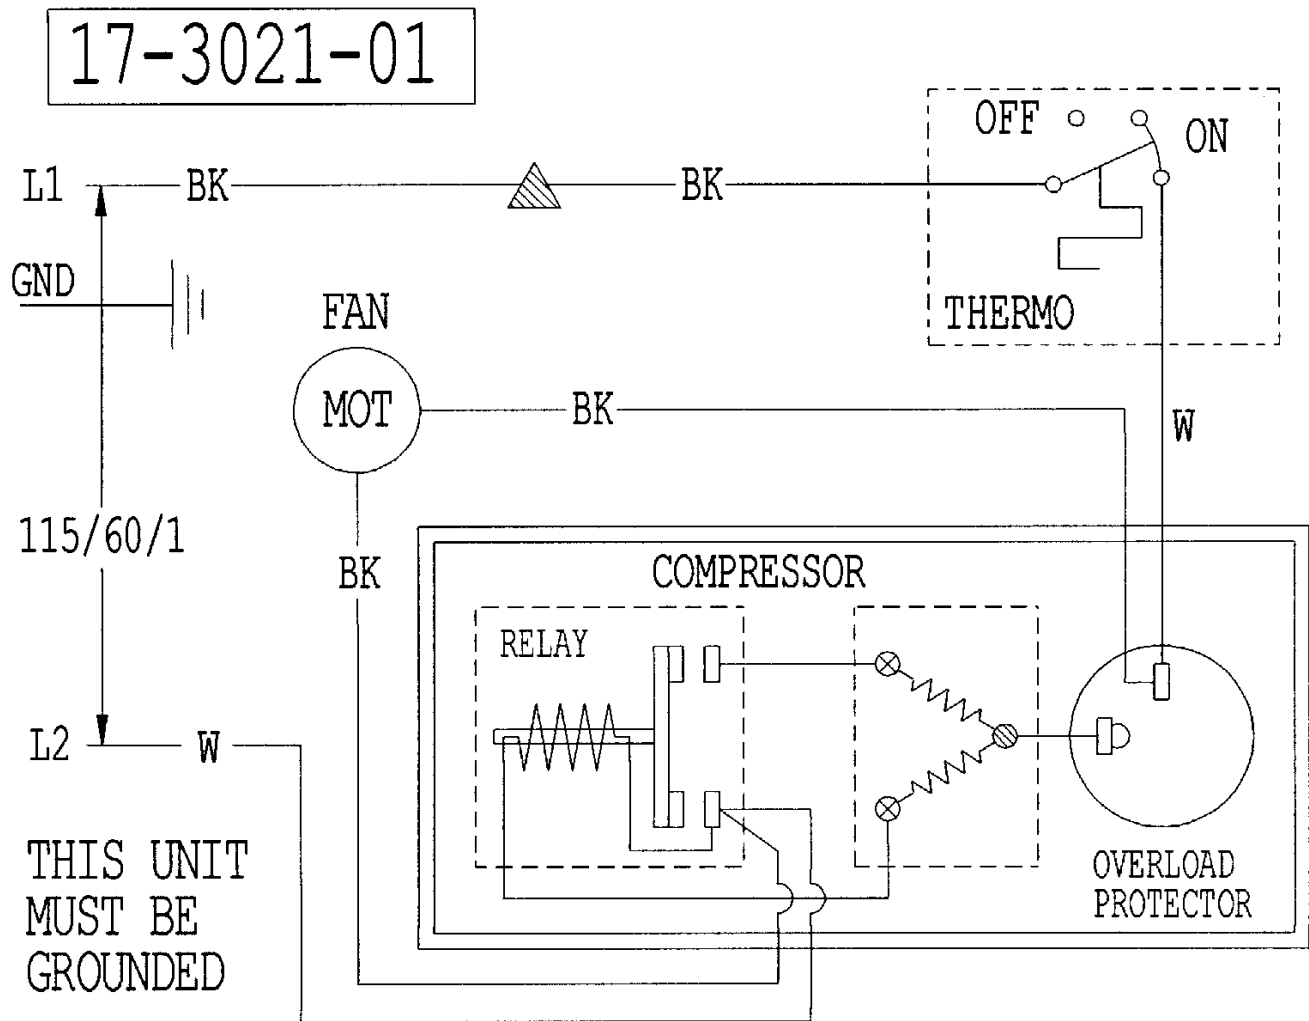 17-3021-01
OFF
ON
L1
BK
BK
GND
THERMO
FAN
MOT
BK
W
115/60/1
BK
COMPRESSOR
RELAY
L2
W
THIS UNIT
MUST BE
GROUNDED
OVERLOAD
PROTECTOR